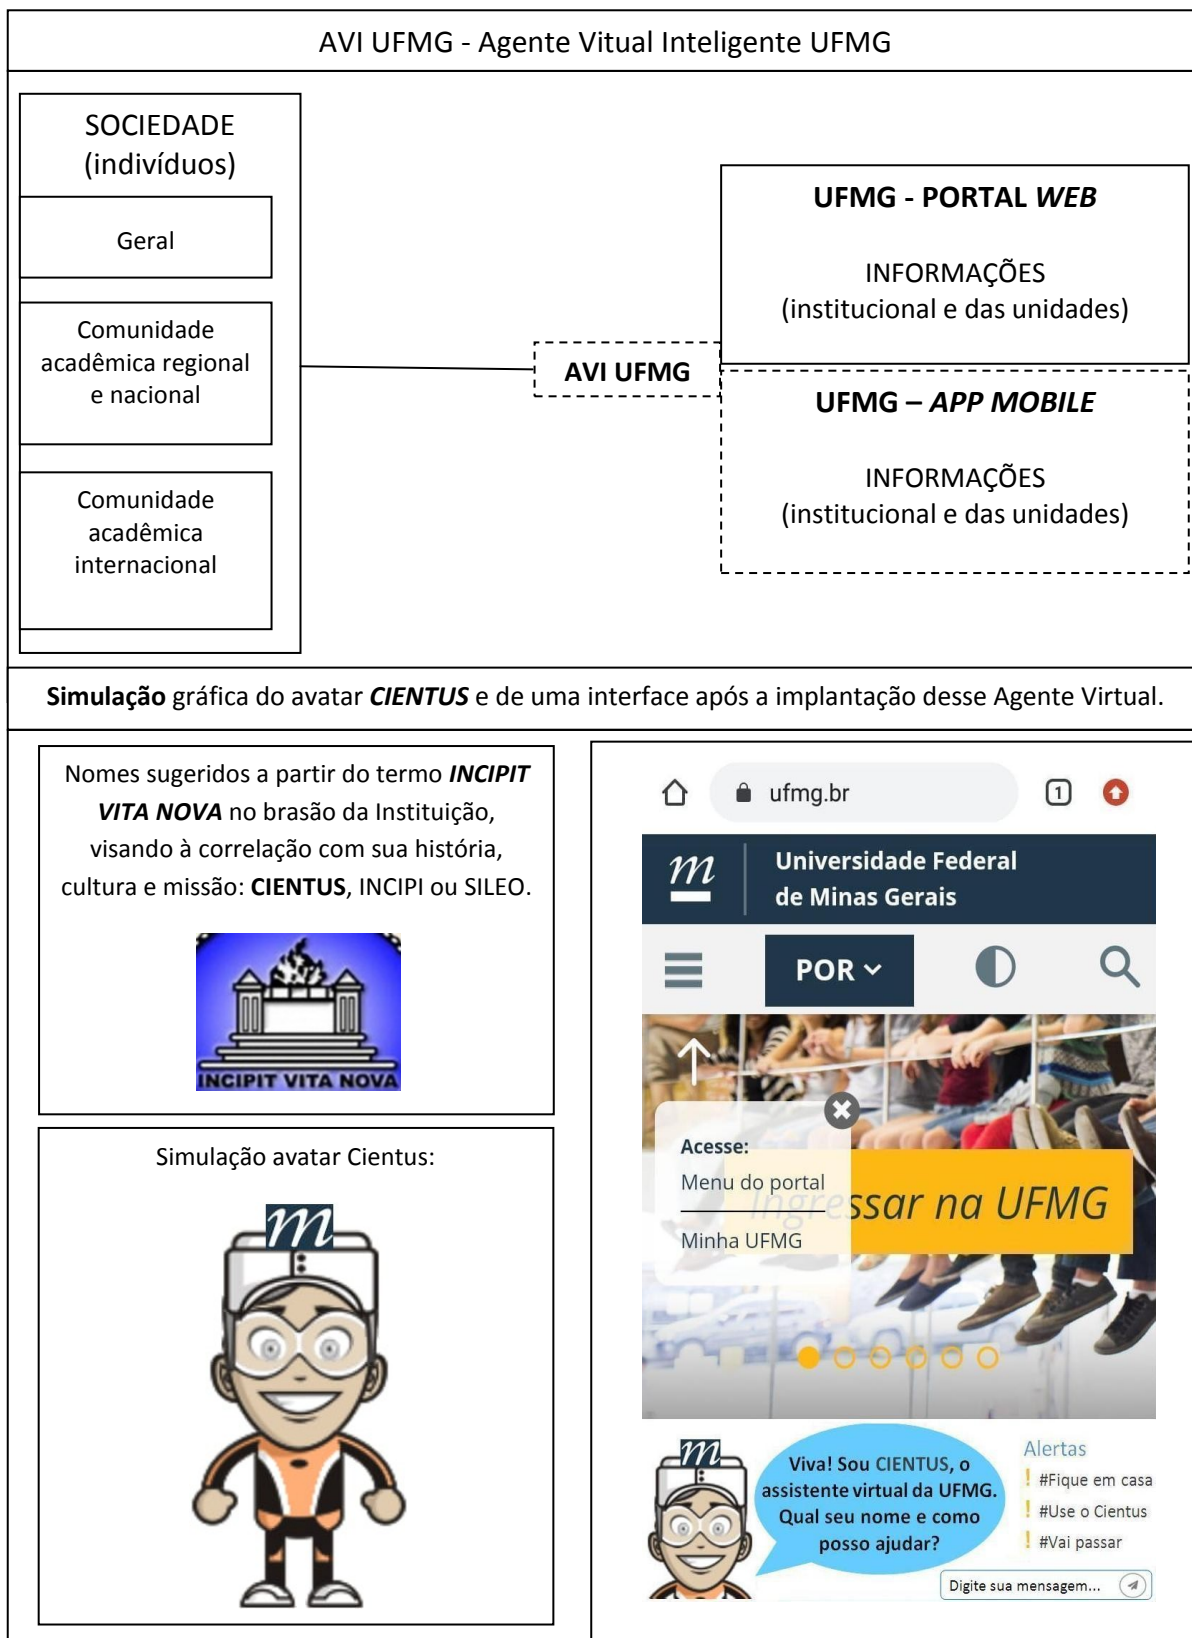 AVI UFMG - Agente Vitual Inteligente UFMG
SOCIEDADE
(indivíduos)
Geral
Comunidade
acadêmica regional
e nacional
Comunidade
acadêmica
internacional
AVI UFMG
UFMG - PORTAL WEB
INFORMAÇÕES
(institucional e das unidades)
UFMG – APP MOBILE
INFORMAÇÕES
(institucional e das unidades)
Simulação gráfica do avatar CIENTUS e de uma interface após a implantação desse Agente Virtual.
Nomes sugeridos a partir do termo INCIPIT
VITA NOVA no brasão da Instituição,
visando à correlação com sua história,
cultura e missão: CIENTUS, INCIPI ou SILEO.
INCIPIT VITA NOVA
Simulação avatar Cientus:
m
ufmg.br
1
m
Universidade Federal
de Minas Gerais
POR
Acesse:
Menu do portal
Minha UFMG
Ingressar na UFMG
m
Viva! Sou CIENTUS, o
assistente virtual da UFMG.
Qual seu nome e como
posso ajudar?
Alertas
! #Fique em casa
! #Use o Cientus
! #Vai passar
Digite sua mensagem...